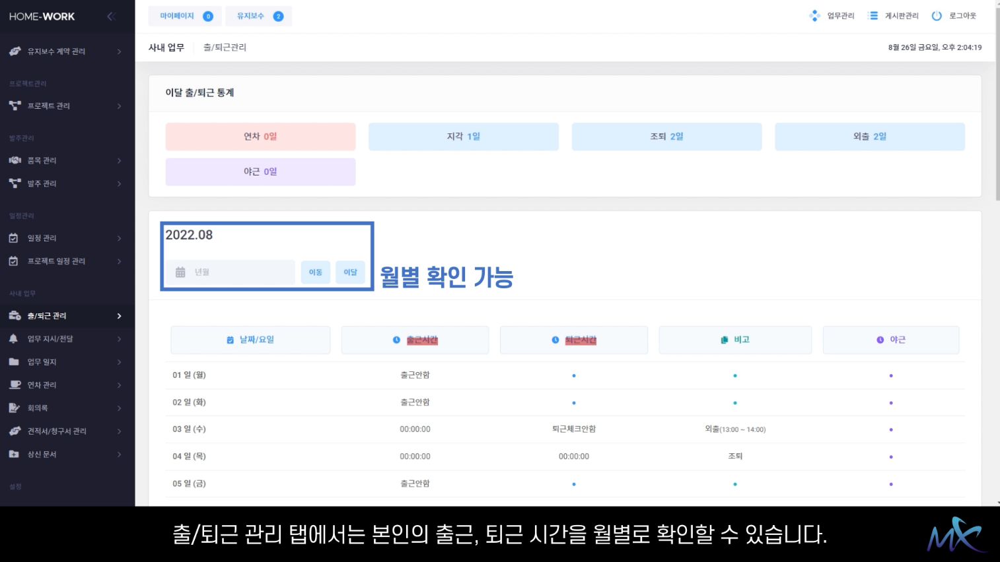 HOME-WORK
마이페이지 0
유지보수 2
업무관리
게시판관리
로그아웃
사내 업무
출/퇴근관리
8월 26일 금요일, 오후 2:04:19
유지보수 계약 관리
프로젝트관리
프로젝트 관리
발주관리
품목 관리
발주 관리
일정관리
일정 관리
프로젝트 일정 관리
사내 업무
출/퇴근 관리
업무 지시/전달
업무 일지
연차 관리
회의록
견적서/청구서 관리
상신 문서
설정
이달 출/퇴근 통계
연차 0일
지각 1일
조퇴 2일
외출 2일
야근 0일
2022.08
년월
이동
이달
월별 확인 가능
날짜/요일 출근시간 퇴근시간 비고 야근
01 일 (월) 출근안함
02 일 (화) 출근안함
03 일 (수) 00:00:00 퇴근체크안함 외출(13:00 ~ 14:00)
04 일 (목) 00:00:00 00:00:00 조퇴
05 일 (금) 출근안함
출/퇴근 관리 탭에서는 본인의 출근, 퇴근 시간을 월별로 확인할 수 있습니다.
MX